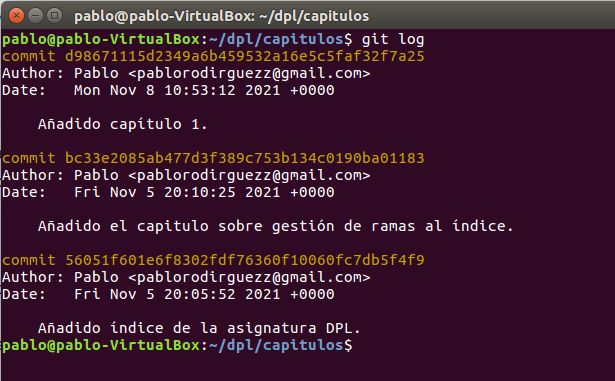 pablo@pablo-VirtualBox: ~/dpl/capitulos
pablo@pablo-VirtualBox:~/dpl/capitulos$ git log
commit d98671115d2349a6b459532a16e5c5faf32f7a25
Author: Pablo <pablorodirguezz@gmail.com>
Date:   Mon Nov 8 10:53:12 2021 +0000
    Añadido capítulo 1.
commit bc33e2085ab477d3f389c753b134c0190ba01183
Author: Pablo <pablorodirguezz@gmail.com>
Date:   Fri Nov 5 20:10:25 2021 +0000
    Añadido el capitulo sobre gestión de ramas al índice.
commit 56051f601e6f8302fdf76360f10060fc7db5f4f9
Author: Pablo <pablorodirguezz@gmail.com>
Date:   Fri Nov 5 20:05:52 2021 +0000
    Añadido índice de la asignatura DPL.
pablo@pablo-VirtualBox:~/dpl/capitulos$